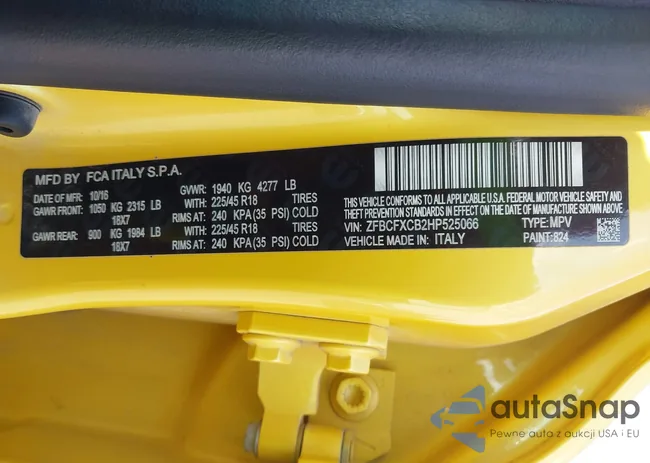 MFD BY FCA ITALY S.P.A.
DATE OF MFR: 10/16 GVWR: 1940 KG 4277 LB
GAWR FRONT: 1050 KG 2315 LB WITH: 225/45 R18 TIRES
18X7 RIMS AT: 240 KPA (35 PSI) COLD
GAWR REAR: 900 KG 1984 LB WITH: 225/45 R18 TIRES
18X7 RIMS AT: 240 KPA (35 PSI) COLD
THIS VEHICLE CONFORMS TO ALL APPLICABLE U.S.A. FEDERAL MOTOR VEHICLE SAFETY
THEFT PREVENTION STANDARDS IN EFFECT ON THE DATE OF MANUFACTURE SHOWN ABOVE
VIN: ZFBCFXCB2HP525066 TYPE: MPV
VEHICLE MADE IN: ITALY PAINT: 824
autaSnap
Pewne auta z aukcji USA i EU